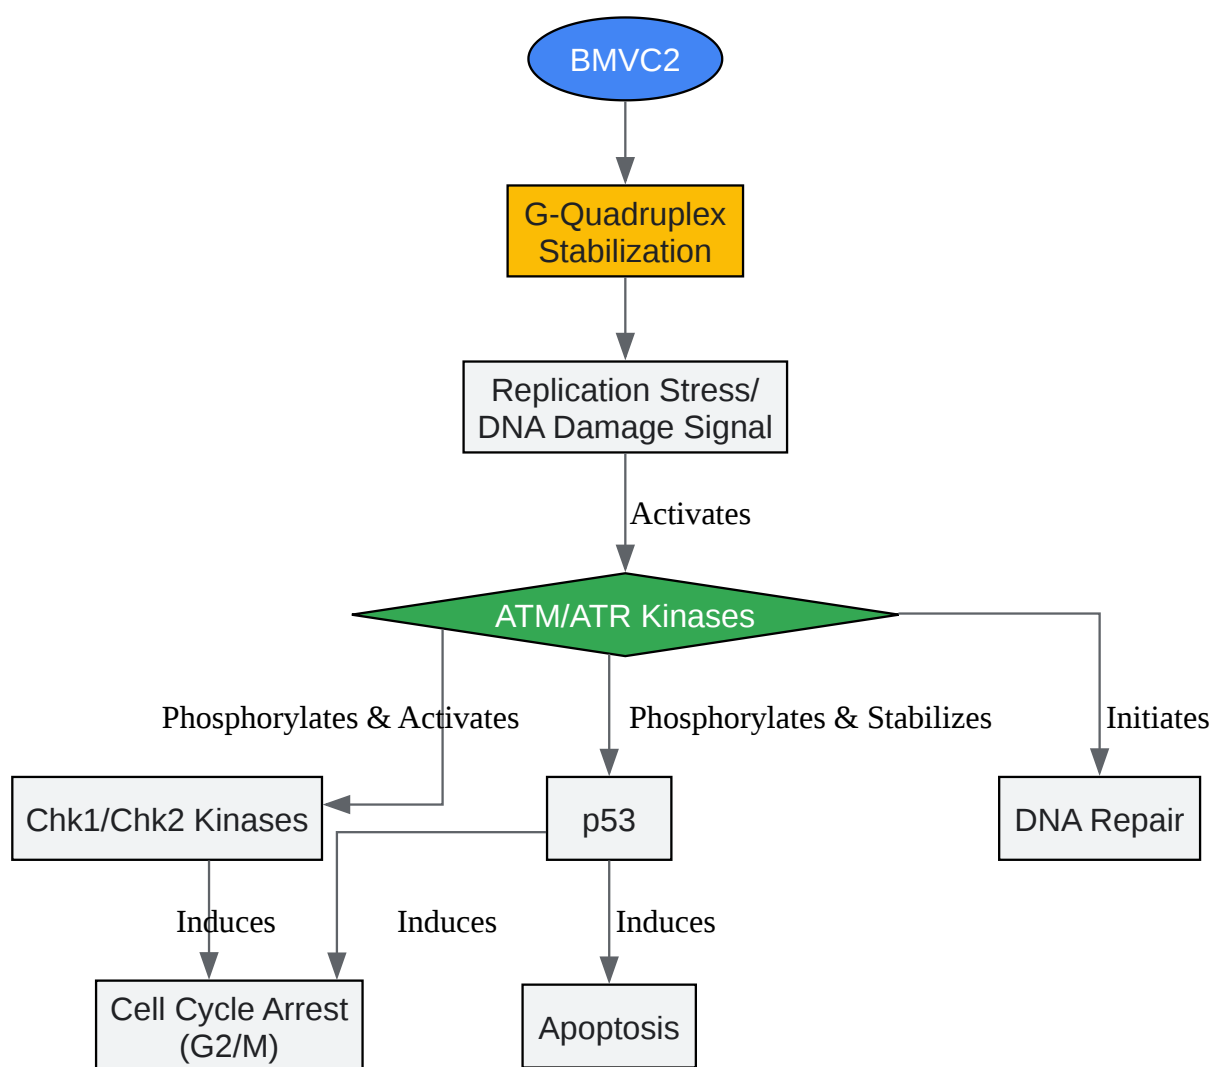 BMVC2
G-Quadruplex
Stabilization
Replication Stress/
DNA Damage Signal
Activates
ATM/ATR Kinases
Phosphorylates & Activates
Phosphorylates & Stabilizes
Initiates
Chk1/Chk2 Kinases
p53
DNA Repair
Induces
Induces
Induces
Cell Cycle Arrest
(G2/M)
Apoptosis